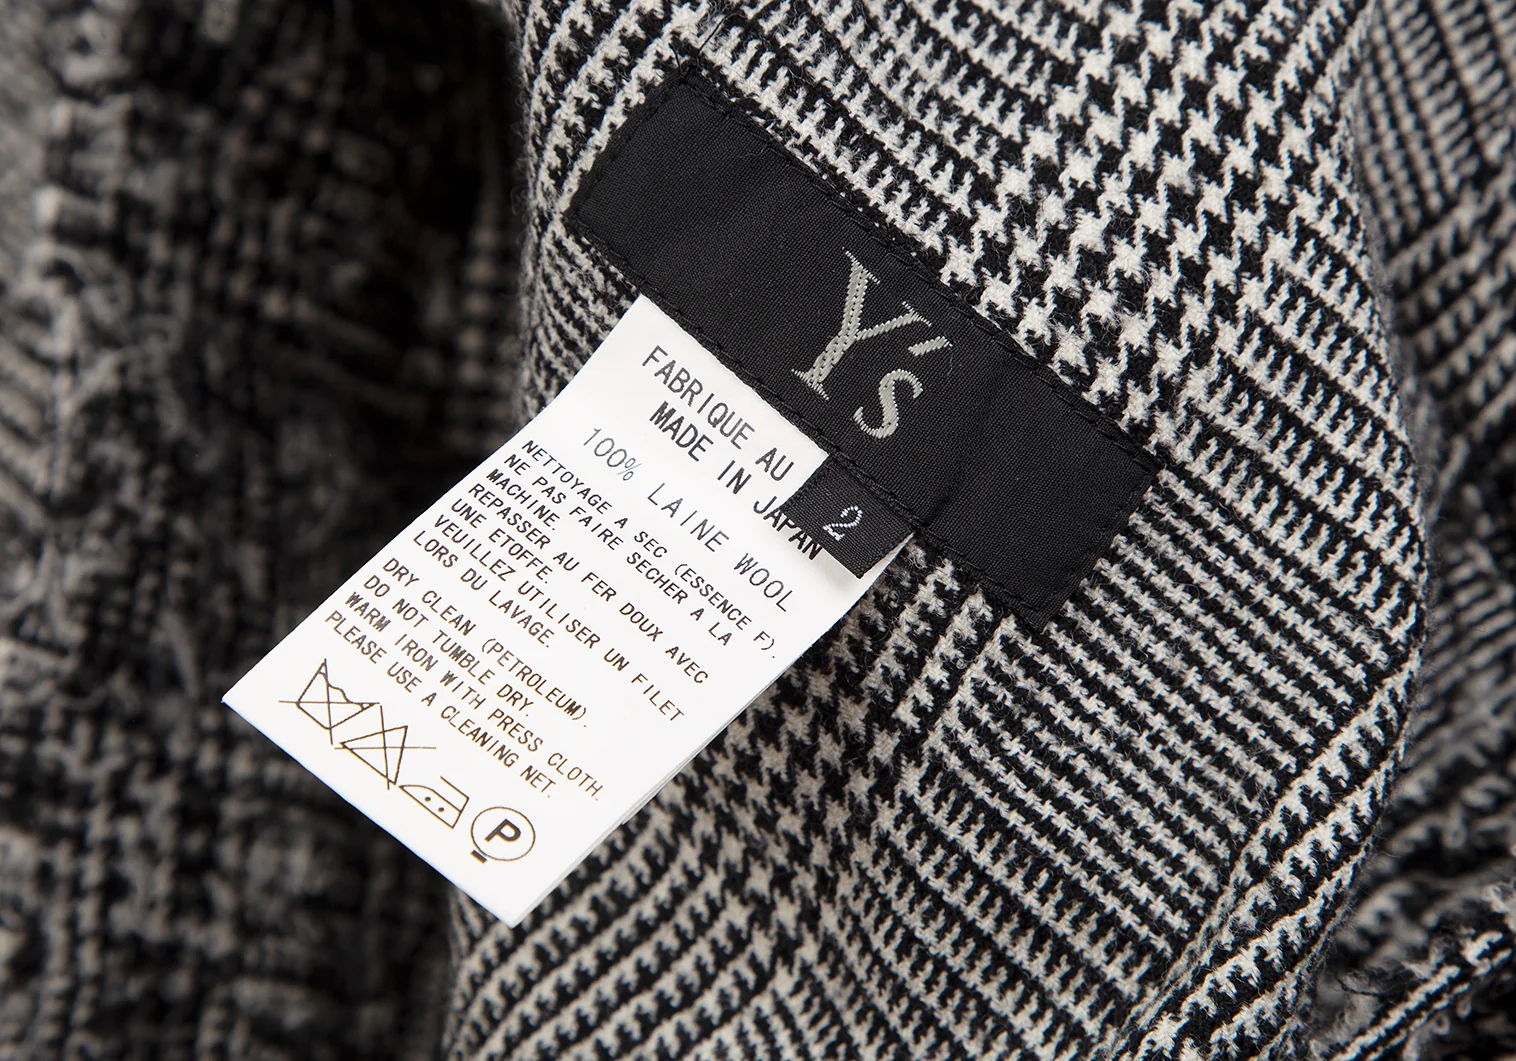 Y's
2
FABRIQUE AU
MADE IN JAPAN
100% LAINE WOOL
NETTOYAGE A SEC (ESSENCE F).
NE PAS FAIRE SECHER A LA
MACHINE.
REPASSER AU FER DOUX AVEC
UNE ETOFFE.
VEUILLEZ UTILISER UN FILET
LORS DU LAVAGE.
DRY CLEAN (PETROLEUM).
DO NOT TUMBLE DRY.
WARM IRON WITH PRESS CLOTH.
PLEASE USE A CLEANING NET.
P